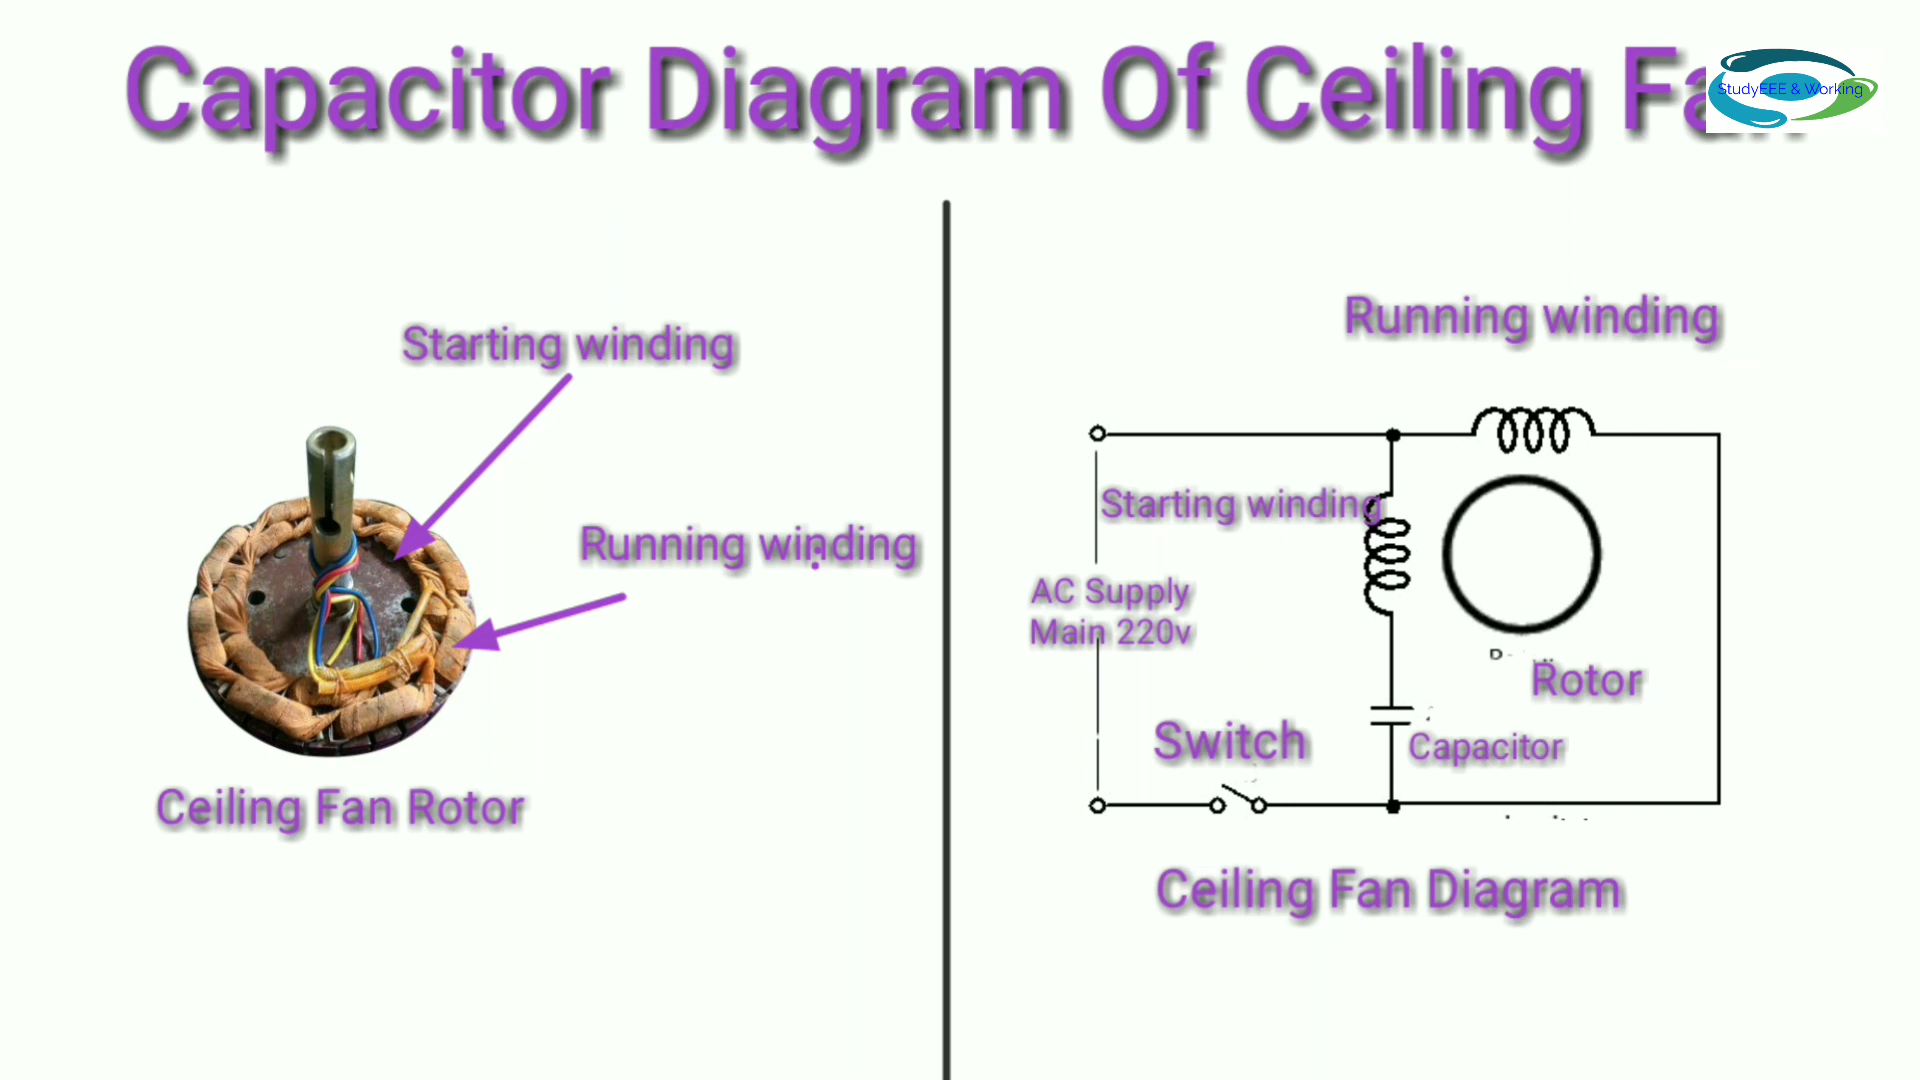 Capacitor Diagram Of Ceiling
StudyEEE & Working
Starting winding
Running winding
Ceiling Fan Rotor
Running winding
Starting winding
AC Supply
Main 220v
Rotor
Switch
Capacitor
Ceiling Fan Diagram